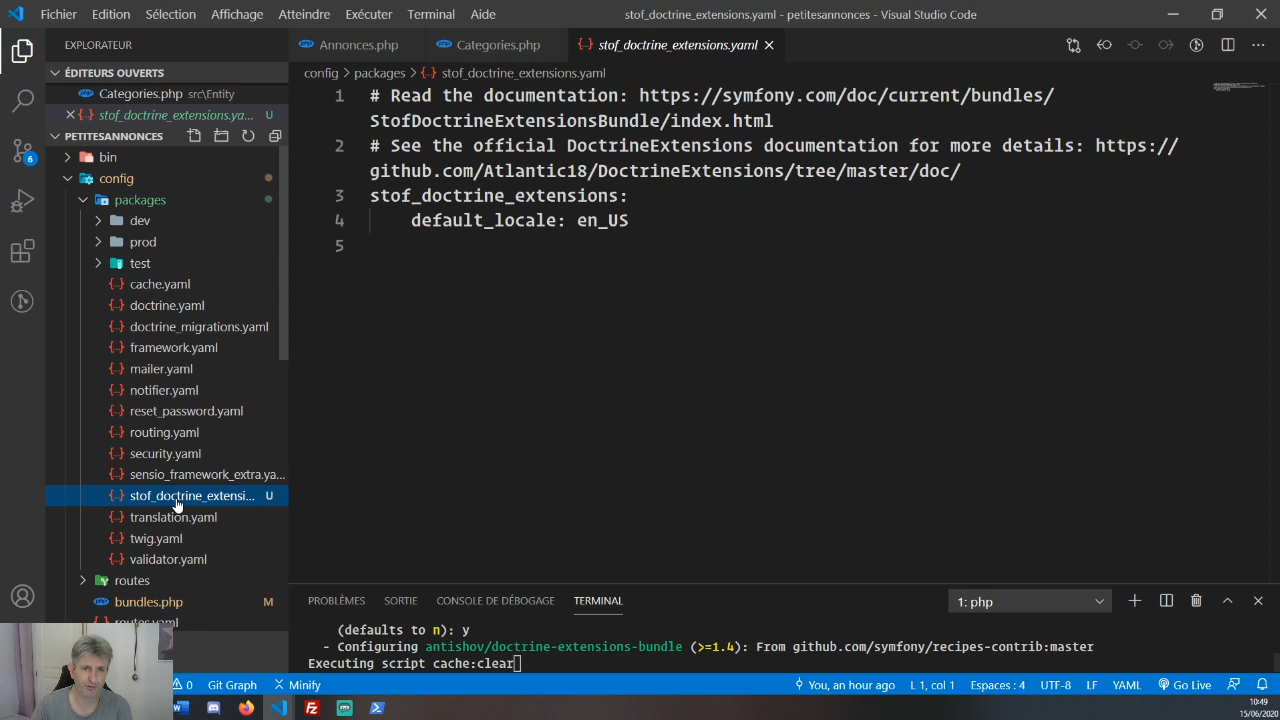 Fichier Edition Sélection Affichage Atteindre Exécuter Terminal Aide stof_doctrine_extensions.yaml - petitesannonces - Visual Studio Code
EXPLORATEUR
Annonces.php Categories.php stof_doctrine_extensions.yaml
ÉDITEURS OUVERTS
Categories.php src\Entity
stof_doctrine_extensions.ya... U
PETITESANNONCES
bin
config
packages
dev
prod
test
cache.yaml
doctrine.yaml
doctrine_migrations.yaml
framework.yaml
mailer.yaml
notifier.yaml
reset_password.yaml
routing.yaml
security.yaml
sensio_framework_extra.ya...
stof_doctrine_extensi... U
translation.yaml
twig.yaml
validator.yaml
routes
bundles.php M
routes.yaml
6
config > packages > stof_doctrine_extensions.yaml
1 # Read the documentation: https://symfony.com/doc/current/bundles/
StofDoctrineExtensionsBundle/index.html
2 # See the official DoctrineExtensions documentation for more details: https://
github.com/Atlantic18/DoctrineExtensions/tree/master/doc/
3 stof_doctrine_extensions:
4 default_locale: en_US
5
PROBLÈMES SORTIE CONSOLE DE DÉBOGAGE TERMINAL 1: php
(defaults to n): y
- Configuring antishov/doctrine-extensions-bundle (>=1.4): From github.com/symfony/recipes-contrib:master
Executing script cache:clear
0 Git Graph Minify You, an hour ago L 1, col 1 Espaces : 4 UTF-8 LF YAML Go Live
10:49
15/06/2020